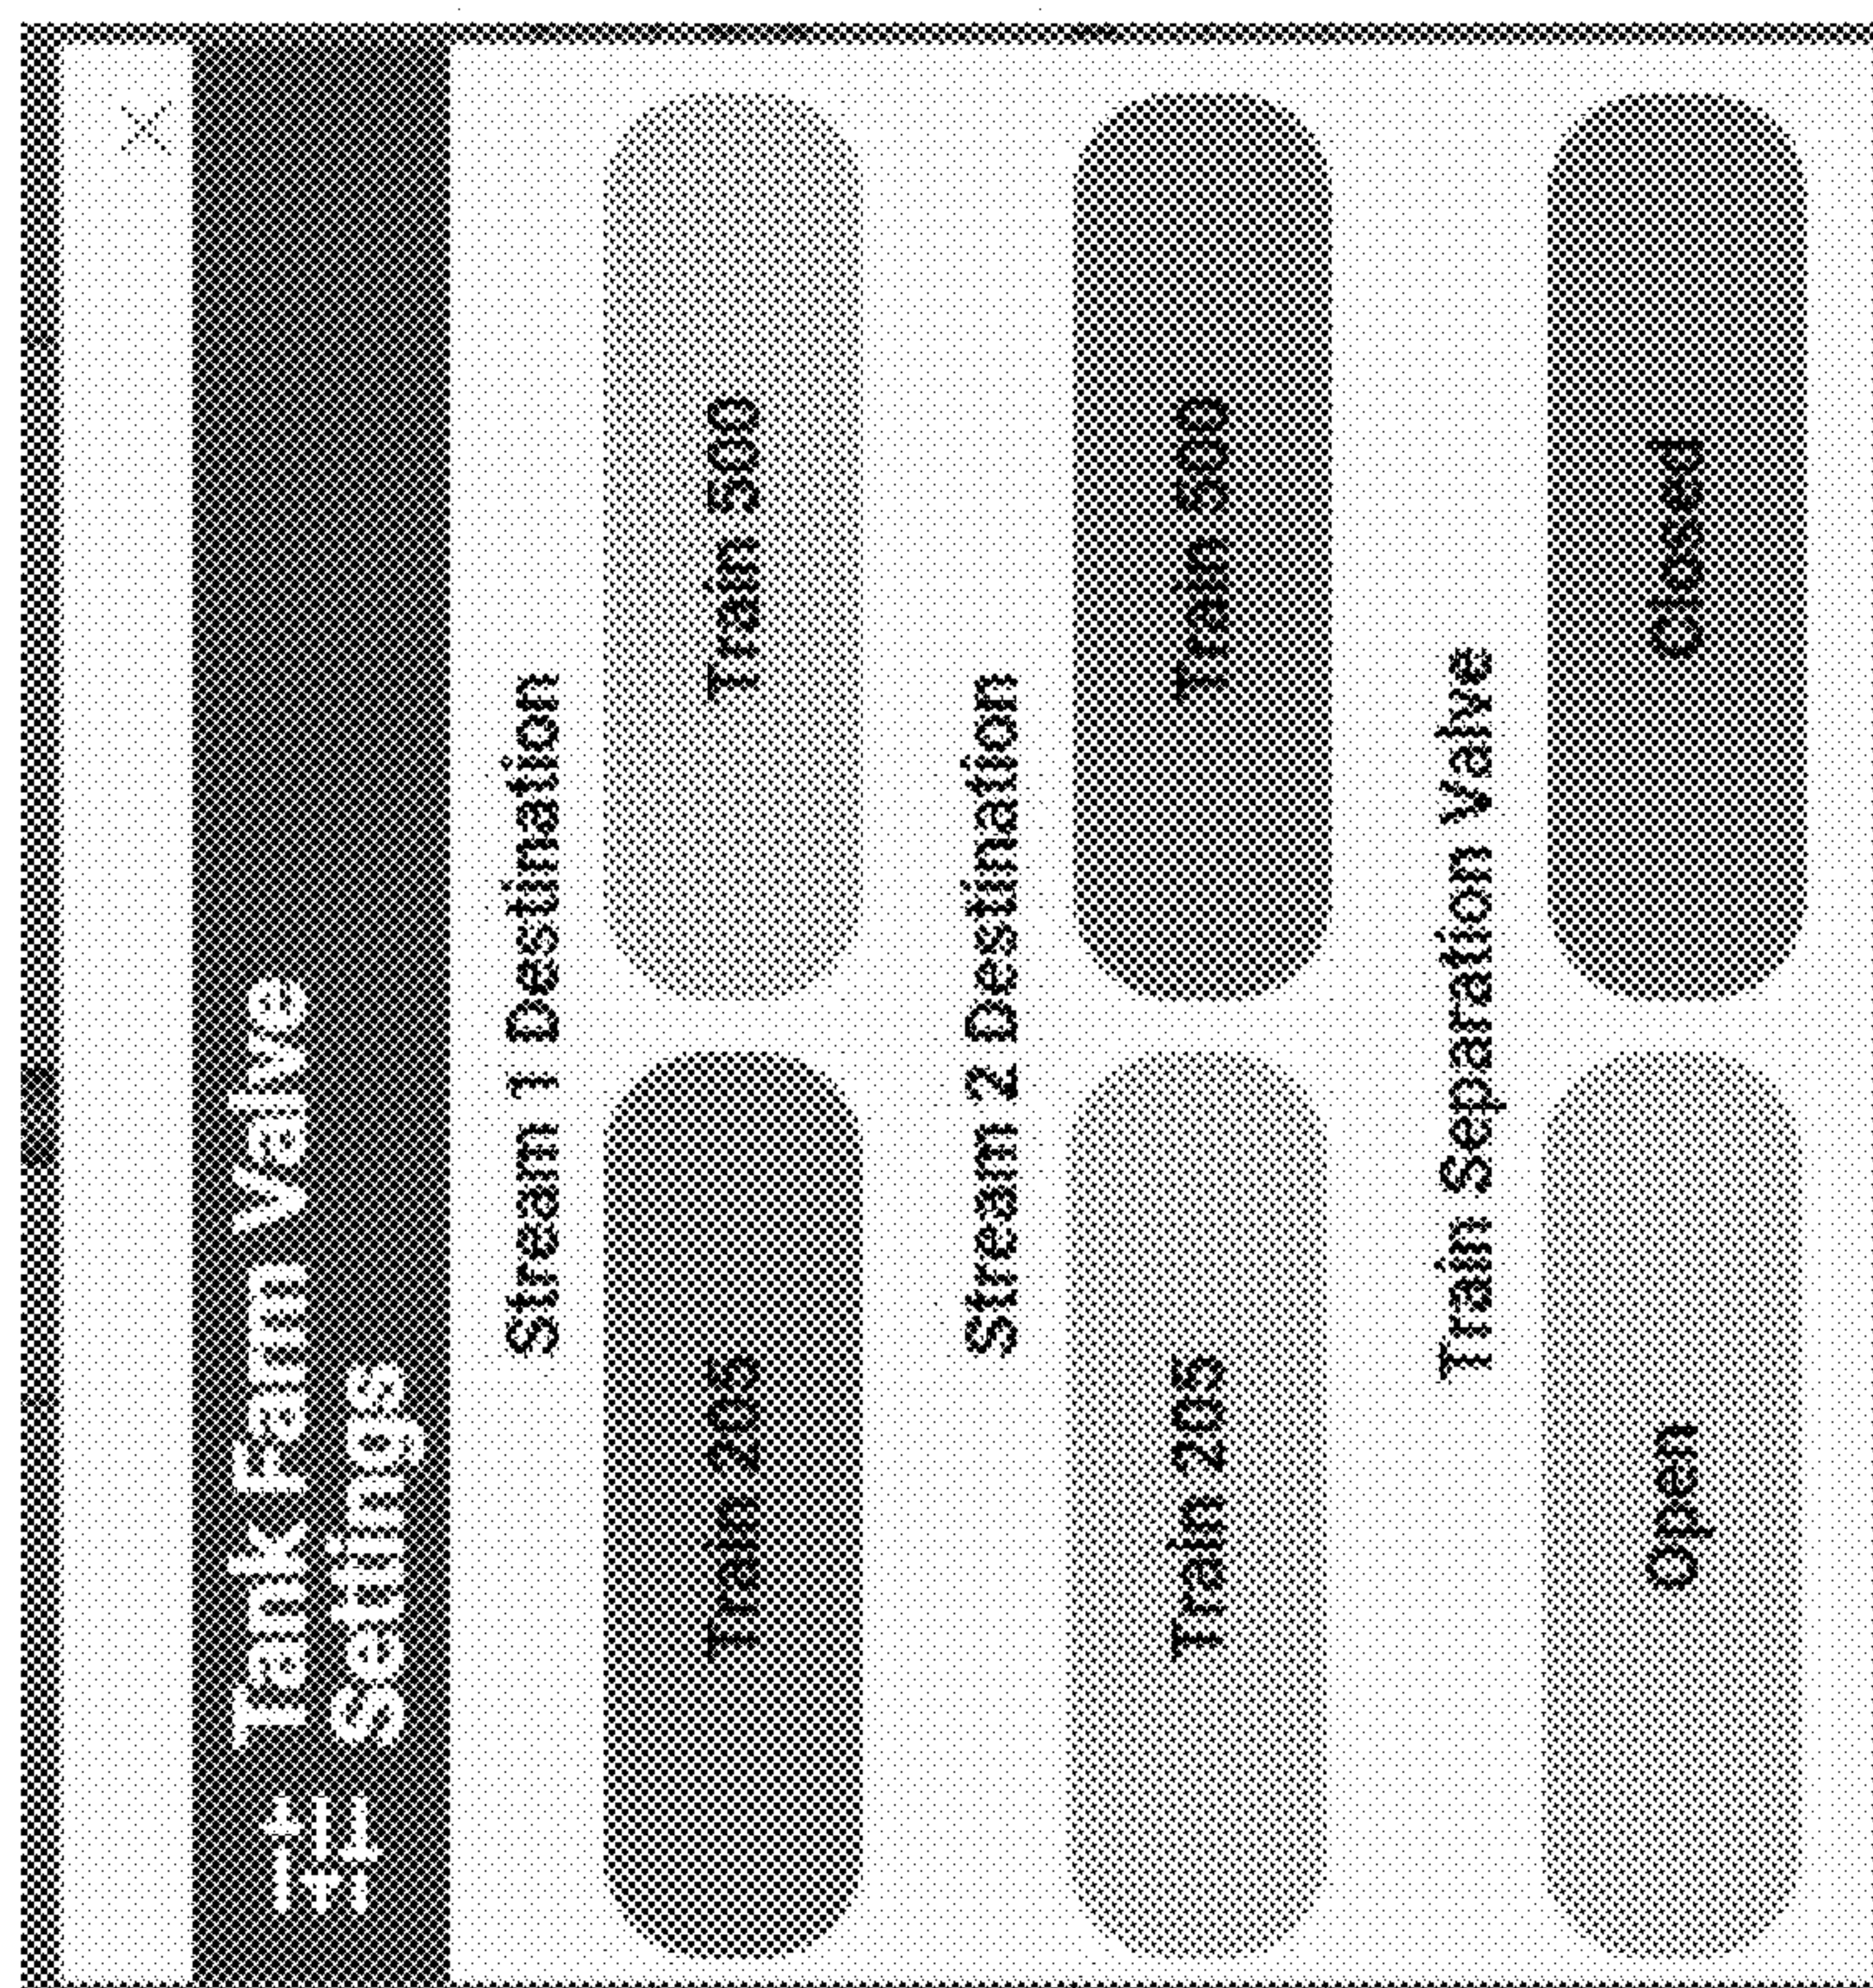 Tank Farm Valve
Settings
Stream 1 Destination
Train 205 Train 500
Stream 2 Destination
Train 205 Train 500
Train Separation Valve
Open Closed